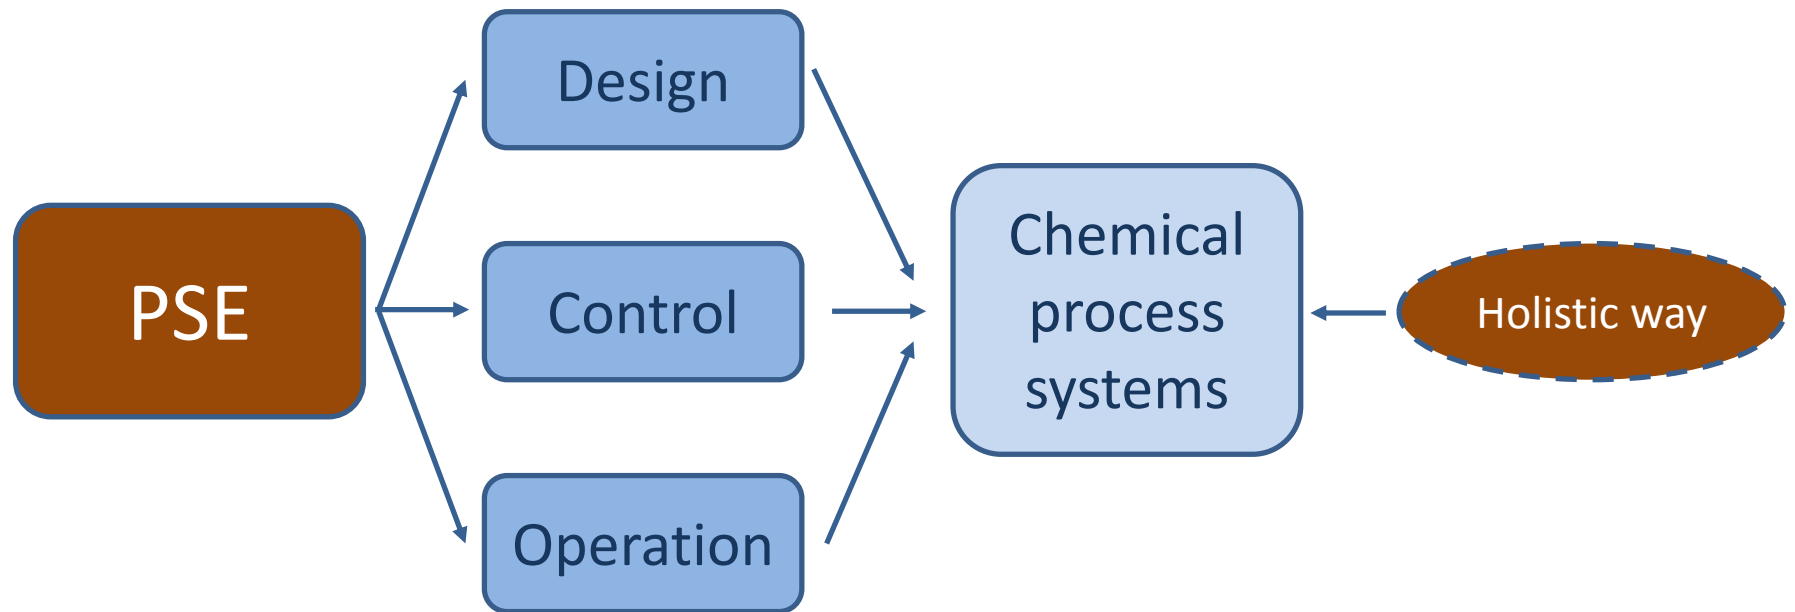 PSE
Design
Control
Operation
Chemical
process
systems
Holistic way